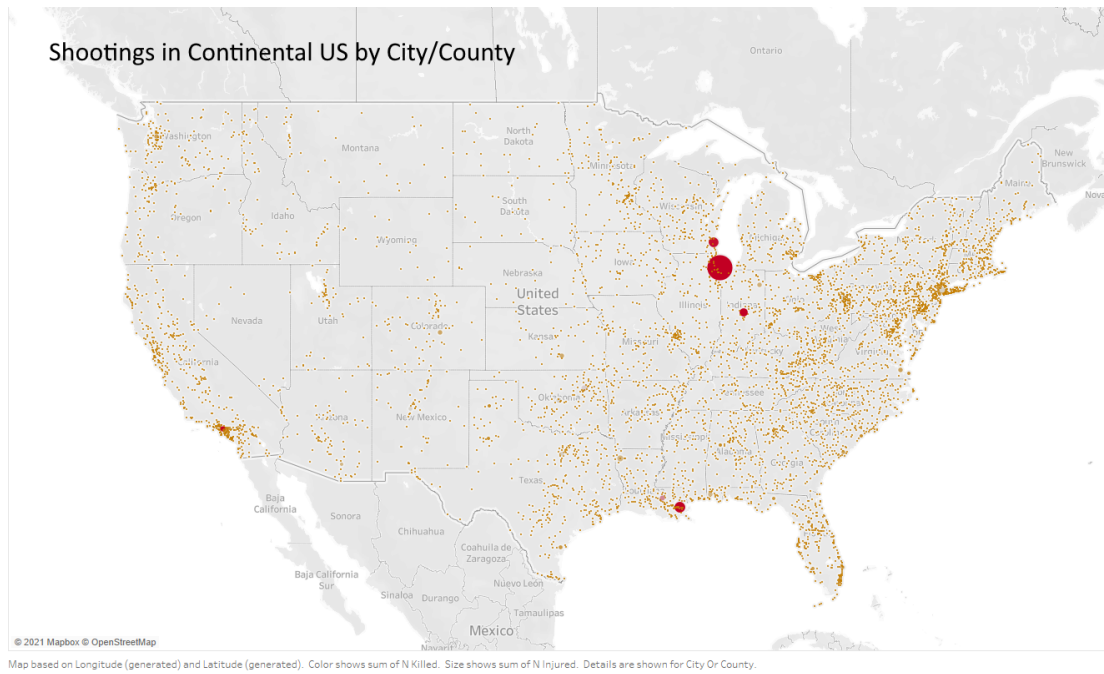 Shootings in Continental US by City/County
Ontario
Washington
North
Dakota
Montana
New
Brunswick
Minnesota
Maine
South
Dakota
Nova
Oregon
Idaho
Wisconsin
Michigan
Wyoming
Iowa
Nebraska
United
States
Illinois
Indiana
Ohio
Nevada
Utah
Colorado
Kansas
Missouri
West
Virginia
Virginia
California
Oklahoma
Arizona
New Mexico
Arkansas
Mississippi
Alabama
Georgia
Texas
Baja
California
Sonora
Chihuahua
Coahuila de
Zaragoza
Baja California
Sur
Nuevo León
Sinaloa
Durango
Tamaulipas
Mexico
© 2021 Mapbox © OpenStreetMap
Map based on Longitude (generated) and Latitude (generated). Color shows sum of N Killed. Size shows sum of N Injured. Details are shown for City Or County.